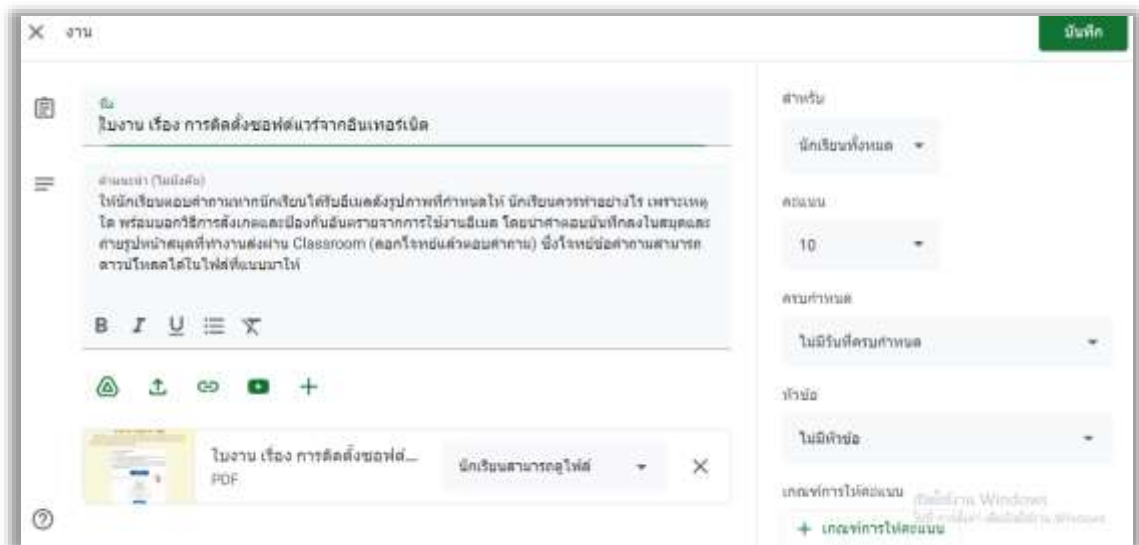 งาน
บันทึก
ชื่อ
ใบงาน เรื่อง การติดตั้งซอฟต์แวร์จากอินเทอร์เน็ต
คำแนะนำ (ไม่บังคับ)
ให้นักเรียนตอบคำถามหากนักเรียนได้รับอีเมลดังรูปภาพที่กำหนดให้ นักเรียนควรทำอย่างไร เพราะเหตุ
ใด พร้อมบอกวิธีการสังเกตและป้องกันอันตรายจากการใช้งานอีเมล โดยนำคำตอบบันทึกลงในสมุดและ
ถ่ายรูปหน้าสมุดที่ทำงานส่งผ่าน Classroom (ลอกโจทย์แล้วตอบคำถาม) ซึ่งโจทย์ข้อคำถามสามารถ
ดาวน์โหลดได้ในไฟล์ที่แนบมาให้
B I U
ใบงาน เรื่อง การติดตั้งซอฟต์...
PDF
นักเรียนสามารถดูไฟล์
สำหรับ
นักเรียนทั้งหมด
คะแนน
10
ครบกำหนด
ไม่มีวันที่ครบกำหนด
หัวข้อ
ไม่มีหัวข้อ
เกณฑ์การให้คะแนน
+ เกณฑ์การให้คะแนน
เปิดใช้งาน Windows